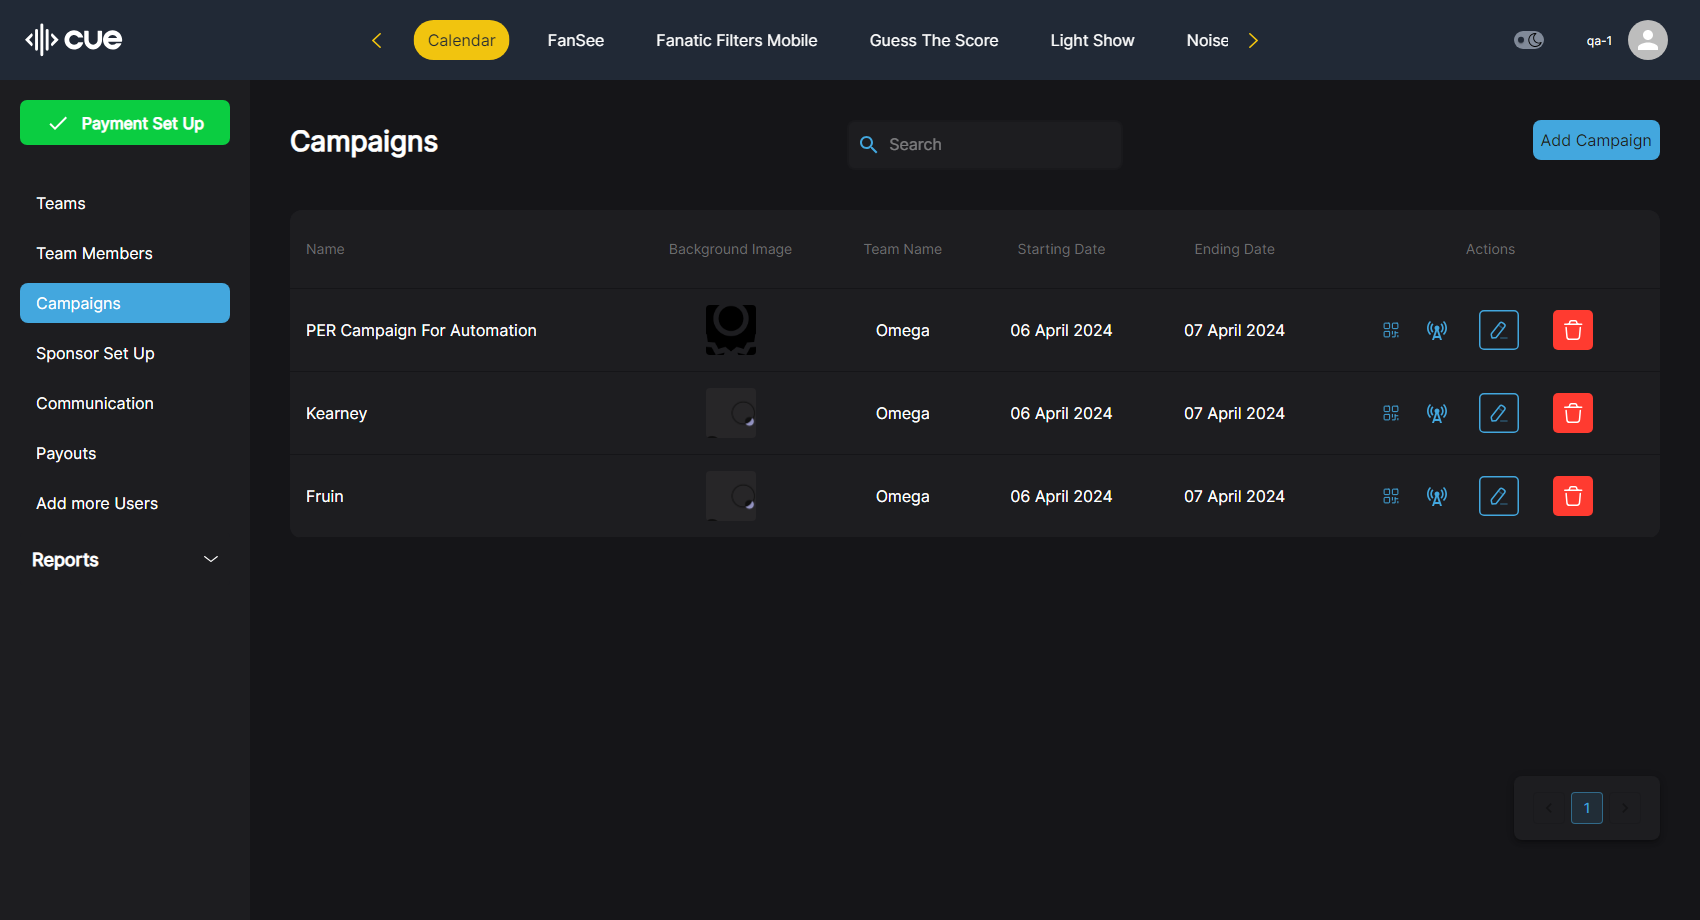 cue
Calendar FanSee Fanatic Filters Mobile Guess The Score Light Show Noise
qa-1
Payment Set Up
Teams
Team Members
Campaigns
Sponsor Set Up
Communication
Payouts
Add more Users
Reports
Campaigns
Search
Add Campaign
Name Background Image Team Name Starting Date Ending Date Actions
PER Campaign For Automation Omega 06 April 2024 07 April 2024
Kearney Omega 06 April 2024 07 April 2024
Fruin Omega 06 April 2024 07 April 2024
1